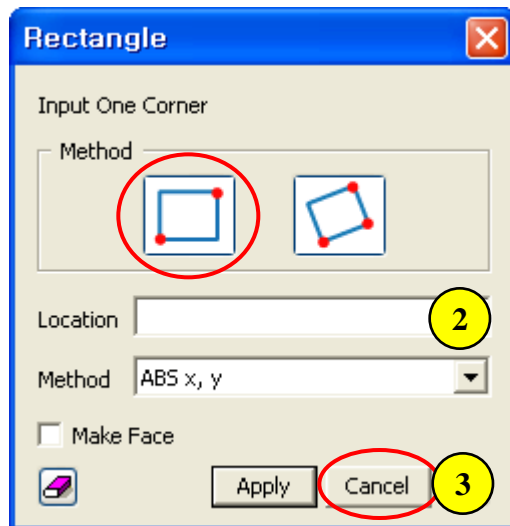 Rectangle
Input One Corner
Method
Location 2
Method ABS x, y
Make Face
Apply Cancel 3